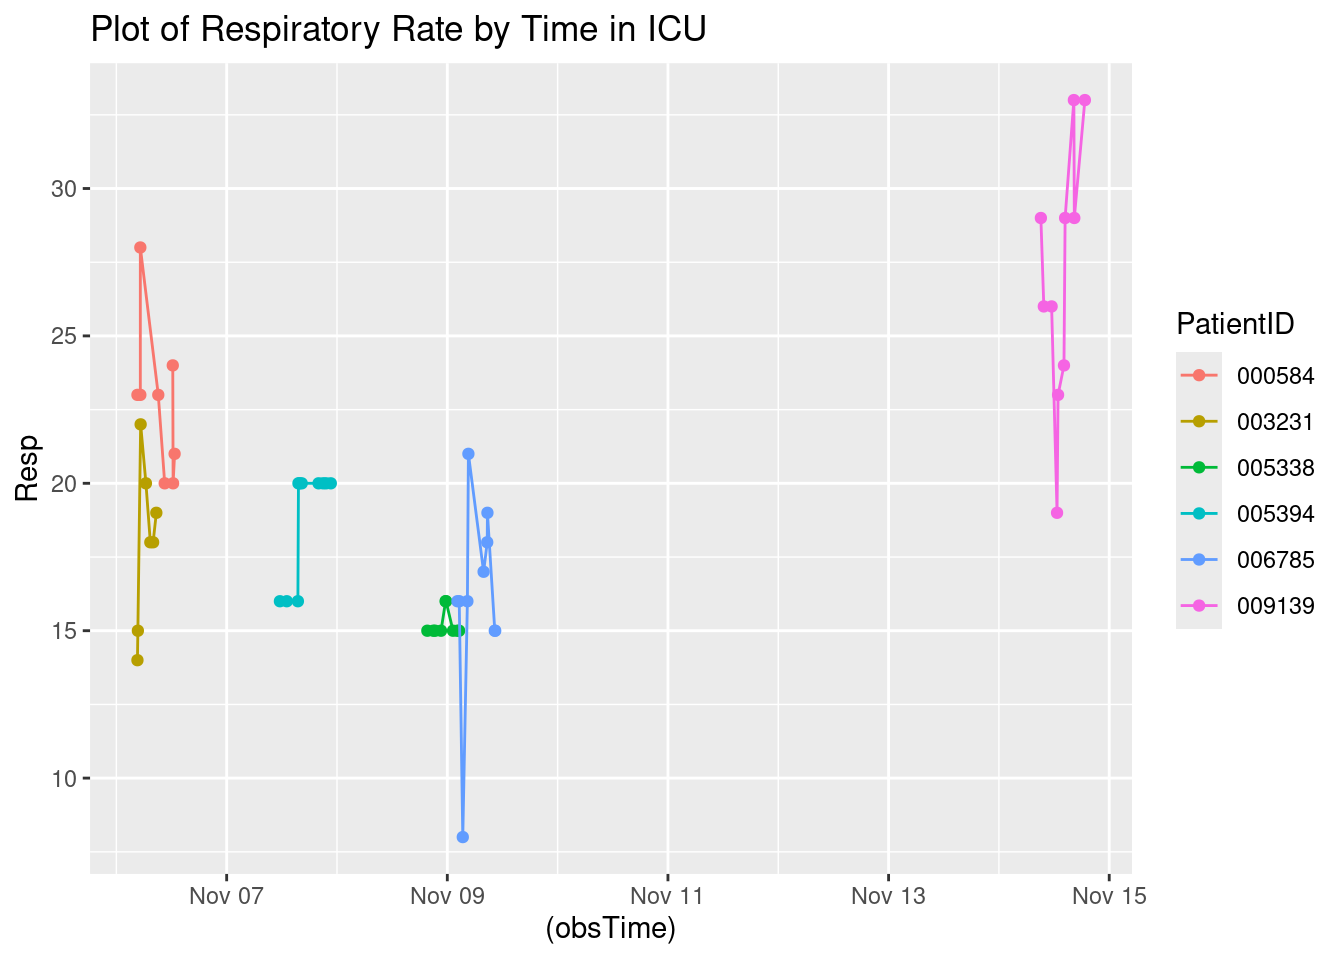 Plot of Respiratory Rate by Time in ICU
Resp
30
25
20
15
10
Nov 07 Nov 09 Nov 11 Nov 13 Nov 15
(obsTime)
PatientID
000584
003231
005338
005394
006785
009139